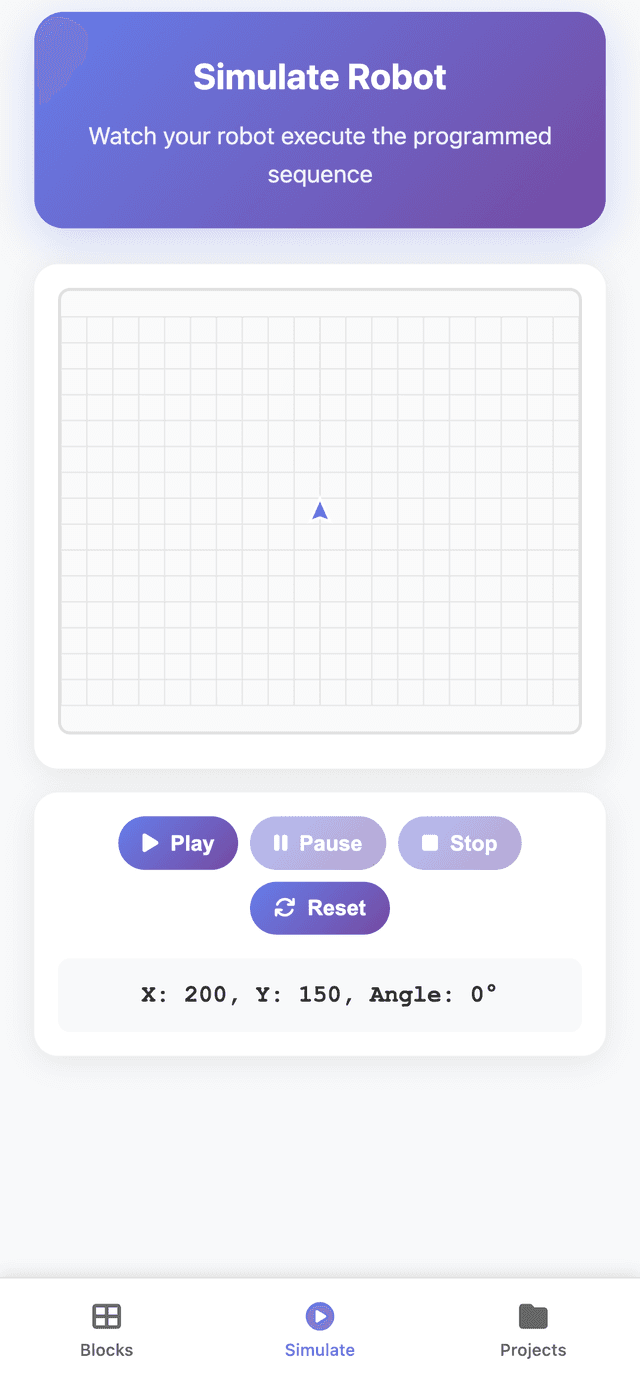 Simulate Robot
Watch your robot execute the programmed
sequence
Play
Pause
Stop
Reset
X: 200, Y: 150, Angle: 0°
Blocks
Simulate
Projects